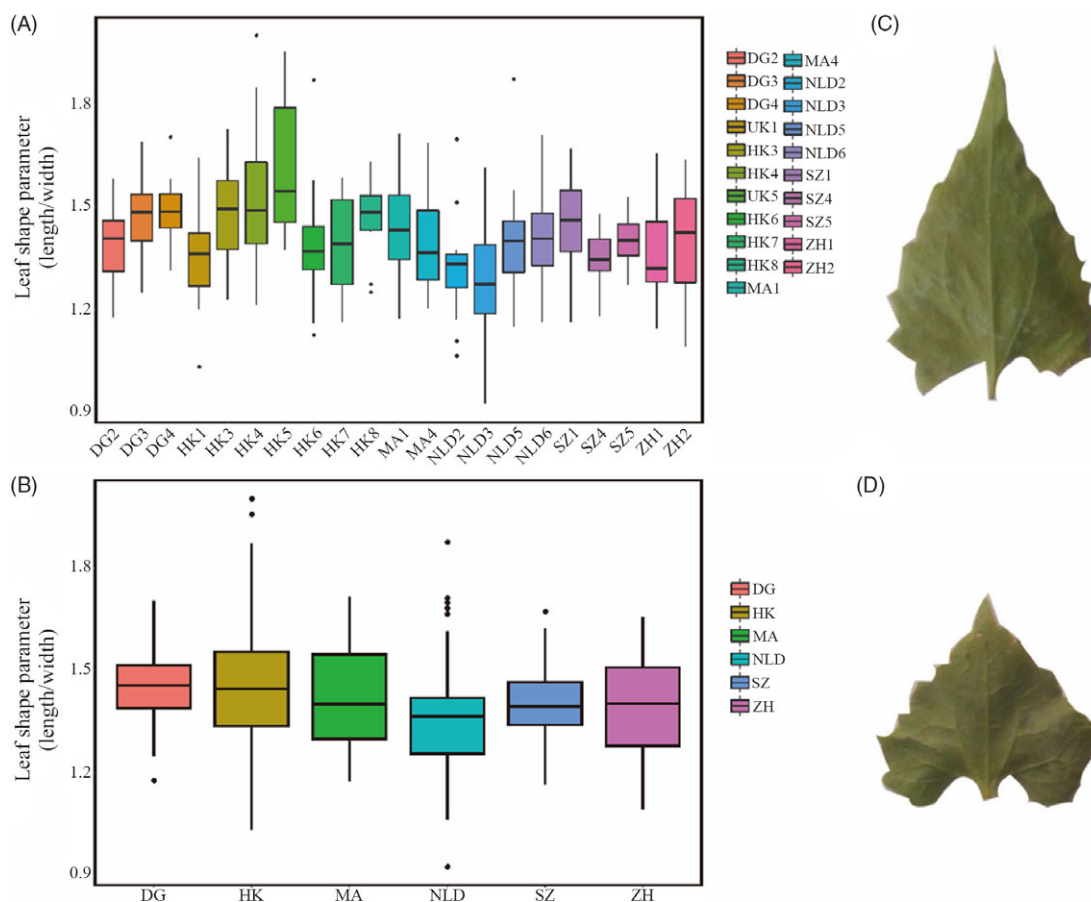 (A)
Leaf shape parameter
(length/width)
1.8
1.5
1.2
0.9
DG2 DG3 DG4 HK1 HK3 HK4 HK5 HK6 HK7 HK8 MA1 MA4 NLD2 NLD3 NLD5 NLD6 SZ1 SZ4 SZ5 ZH1 ZH2
DG2
DG3
DG4
UK1
HK3
HK4
UK5
HK6
HK7
HK8
MA1
MA4
NLD2
NLD3
NLD5
NLD6
SZ1
SZ4
SZ5
ZH1
ZH2
(C)
(B)
Leaf shape parameter
(length/width)
1.8
1.5
1.2
0.9
DG HK MA NLD SZ ZH
DG
HK
MA
NLD
SZ
ZH
(D)